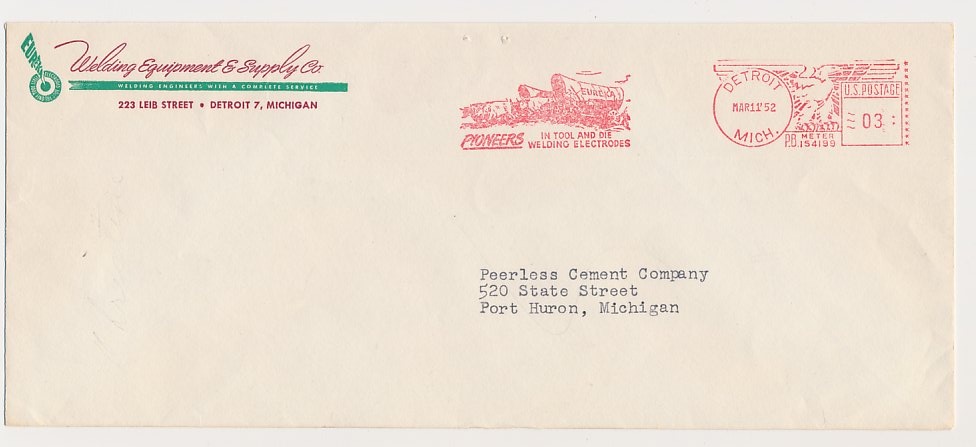 EUREKA
Welding Equipment & Supply Co.
WELDING ENGINEERS WITH A COMPLETE SERVICE
223 LEIB STREET • DETROIT 7, MICHIGAN
EUREKA
PIONEERS IN TOOL AND DIE
WELDING ELECTRODES
DETROIT
MAR 11 '52
MICH.
U.S. POSTAGE
03
P.B. METER
154199
Peerless Cement Company
520 State Street
Port Huron, Michigan